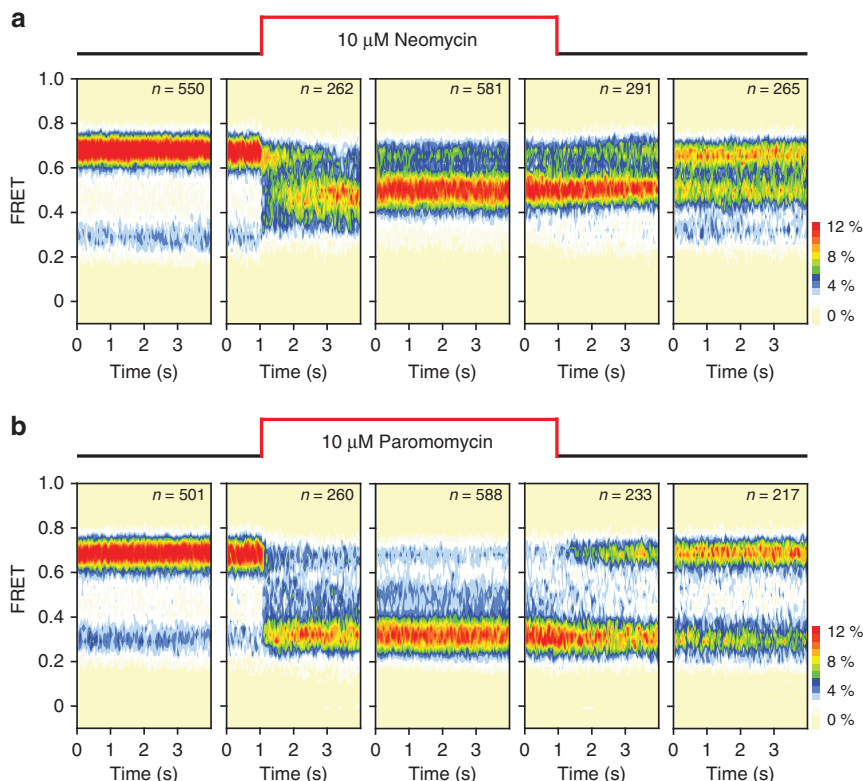 a
10 μM Neomycin
n = 550
n = 262
n = 581
n = 291
n = 265
1.0
0.8
0.6
0.4
0.2
0
FRET
12 %
8 %
4 %
0 %
0 1 2 3
0 1 2 3
0 1 2 3
0 1 2 3
0 1 2 3
Time (s)
Time (s)
Time (s)
Time (s)
Time (s)
b
10 μM Paromomycin
n = 501
n = 260
n = 588
n = 233
n = 217
1.0
0.8
0.6
0.4
0.2
0
FRET
12 %
8 %
4 %
0 %
0 1 2 3
0 1 2 3
0 1 2 3
0 1 2 3
0 1 2 3
Time (s)
Time (s)
Time (s)
Time (s)
Time (s)